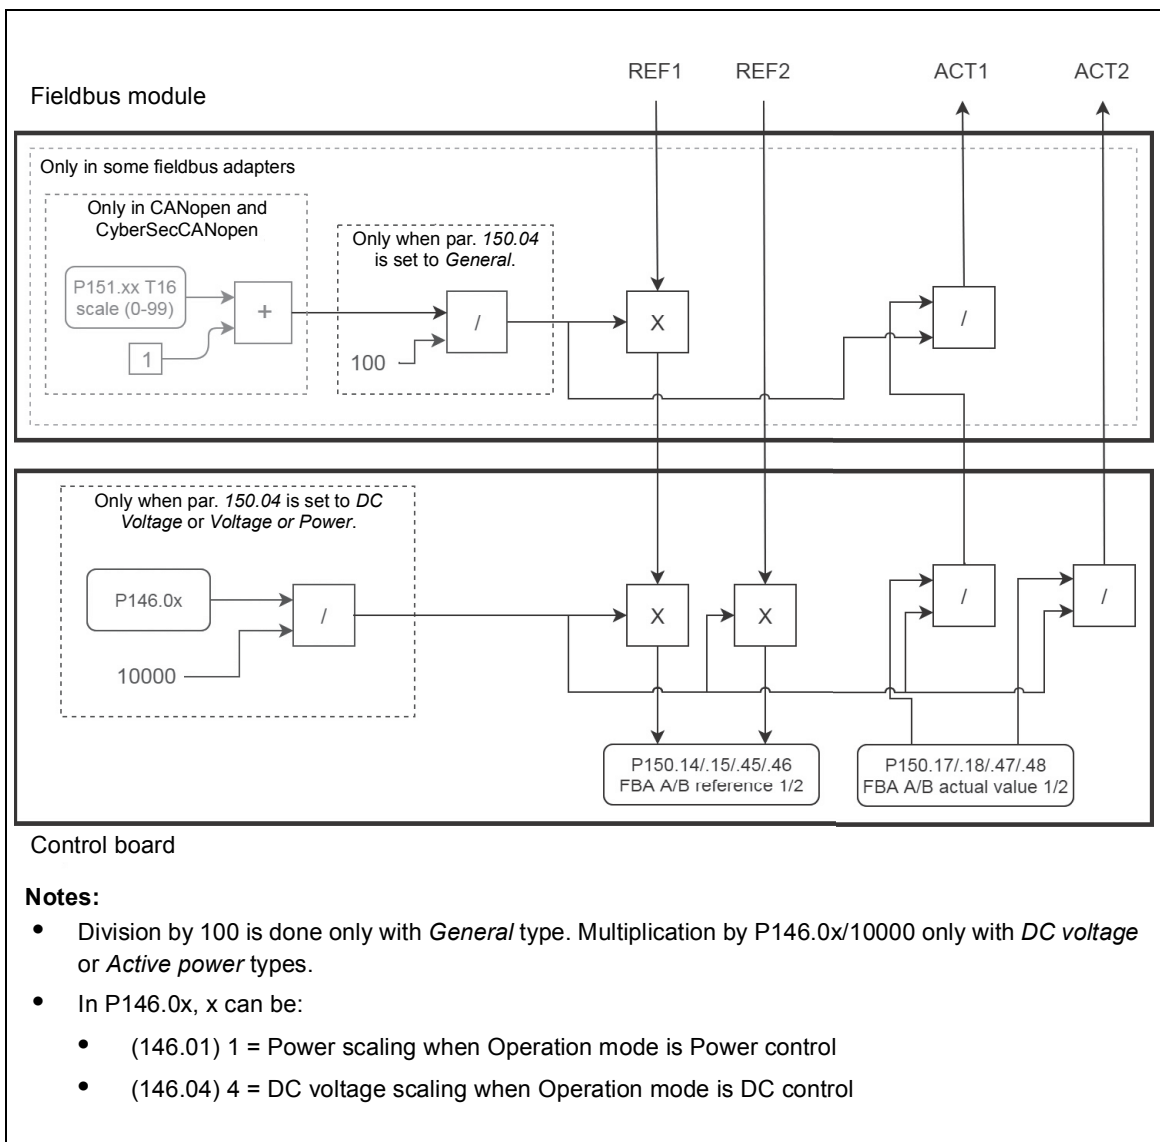 REF1 REF2 ACT1 ACT2
Fieldbus module
Only in some fieldbus adapters
Only in CANopen and
CyberSecCANopen
Only when par. 150.04
is set to General.
P151.xx T16
scale (0-99)
+
/
X
/
1
100
Only when par. 150.04 is set to DC
Voltage or Voltage or Power.
P146.0x
/
X
X
/
/
10000
P150.14/.15/.45/.46
FBA A/B reference 1/2
P150.17/.18/.47/.48
FBA A/B actual value 1/2
Control board
Notes:
• Division by 100 is done only with General type. Multiplication by P146.0x/10000 only with DC voltage
or Active power types.
• In P146.0x, x can be:
• (146.01) 1 = Power scaling when Operation mode is Power control
• (146.04) 4 = DC voltage scaling when Operation mode is DC control